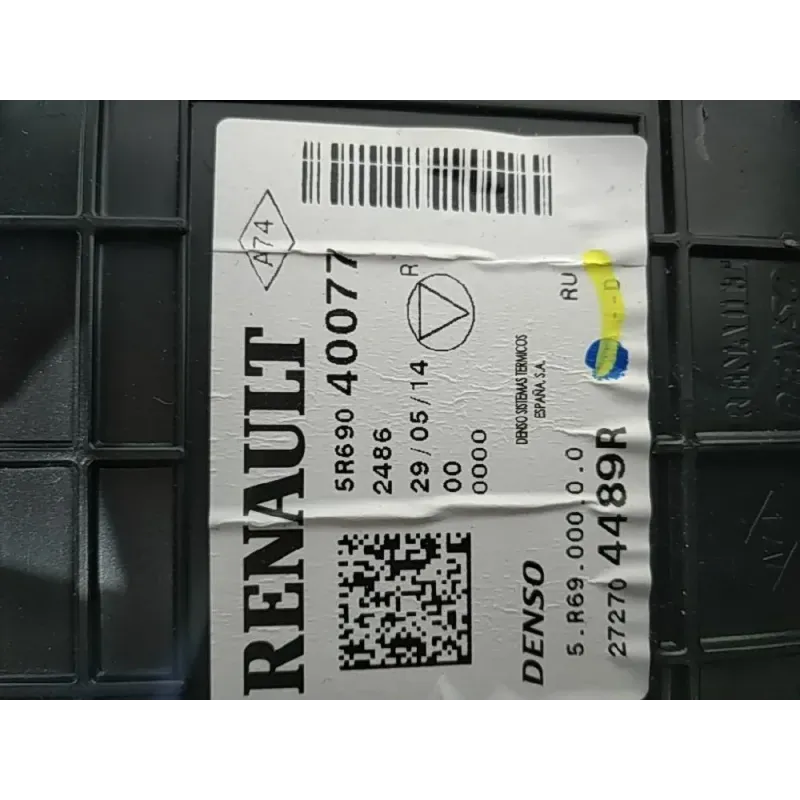 A74
RENAULT
5R690 40077
2486
29/05/14
00
0000
R
DENSO SISTEMAS TERMICOS
ESPAÑA S.A.
DENSO
5.R69.000.0.0
27270 4489R
RU
D
RENAULT